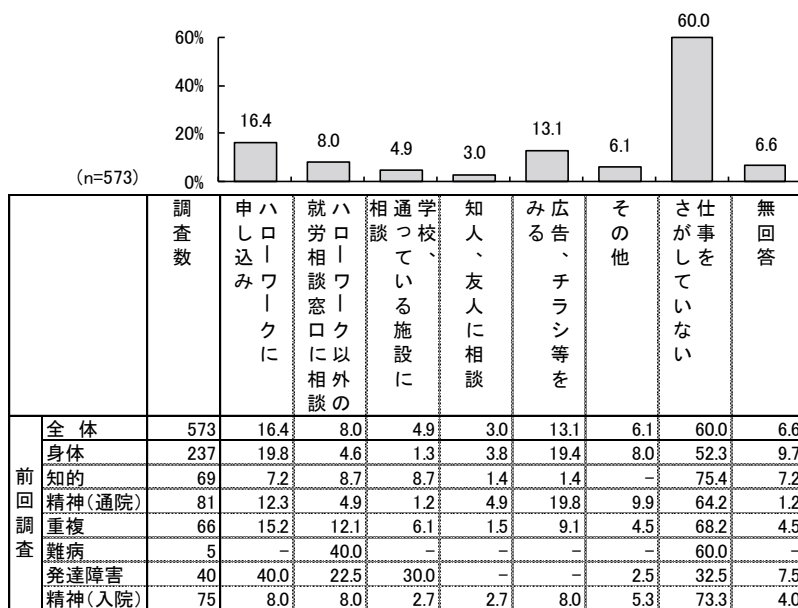 60.0
60%
40%
16.4
13.1
20%
8.0
6.1
6.6
4.9
3.0
(n=573)
0%
調査数
ハローワークに
申し込み
ハローワーク以外の
就労相談窓口に相談
学校、
通っている施設に
相談
知人、友人に相談
広告、チラシ等を
みる
その他
仕事を
さがしていない
無回答
前回調査
全 体 573 16.4 8.0 4.9 3.0 13.1 6.1 60.0 6.6
身体 237 19.8 4.6 1.3 3.8 19.4 8.0 52.3 9.7
知的 69 7.2 8.7 8.7 1.4 1.4 － 75.4 7.2
精神(通院) 81 12.3 4.9 1.2 4.9 19.8 9.9 64.2 1.2
重複 66 15.2 12.1 6.1 1.5 9.1 4.5 68.2 4.5
難病 5 － 40.0 － － － － 60.0 －
発達障害 40 40.0 22.5 30.0 － － 2.5 32.5 7.5
精神(入院) 75 8.0 8.0 2.7 2.7 8.0 5.3 73.3 4.0